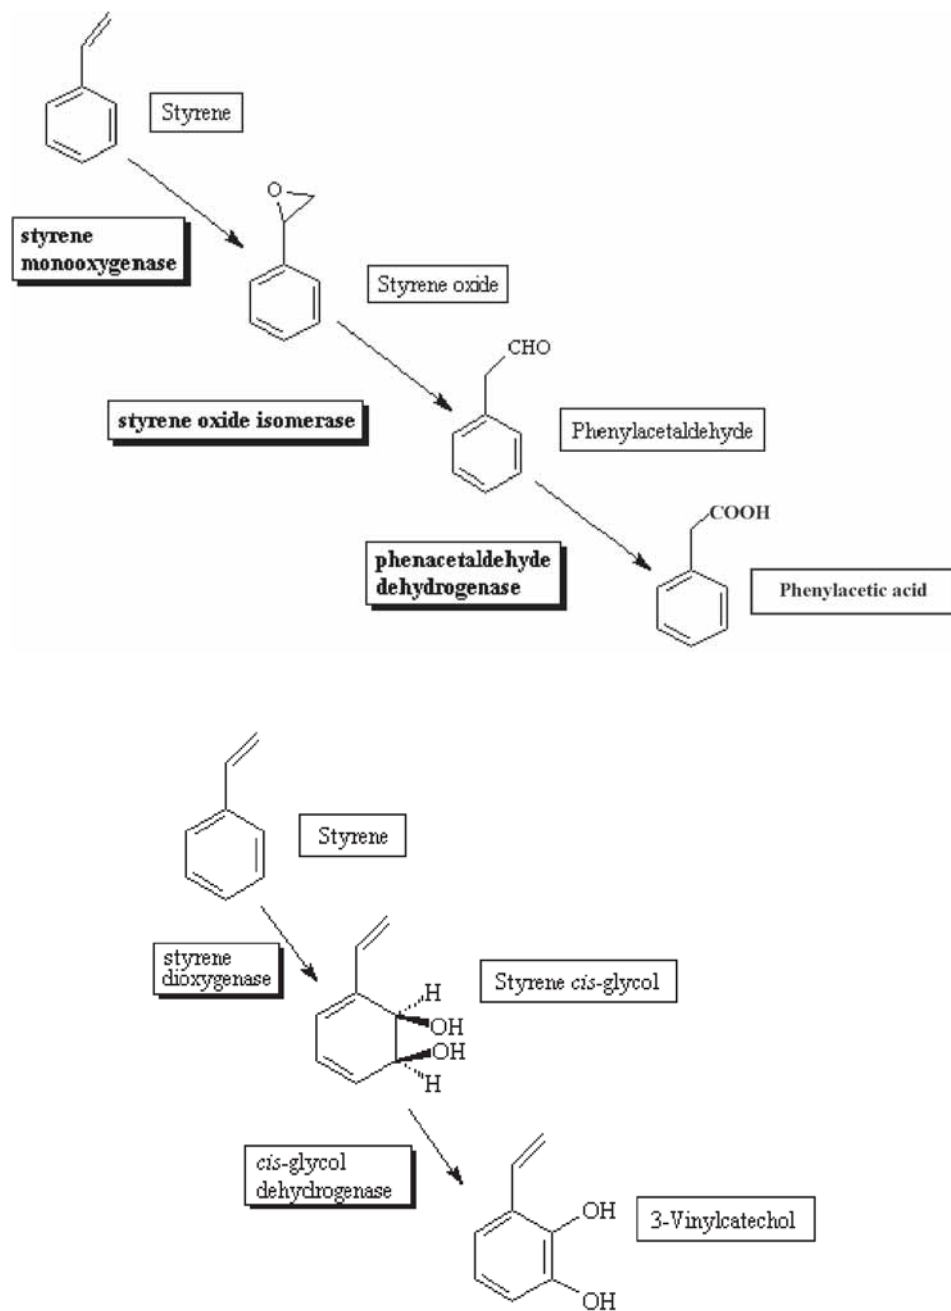 Styrene
styrene
monooxygenase
O
Styrene oxide
CHO
styrene oxide isomerase
Phenylacetaldehyde
COOH
phenacetaldehyde
dehydrogenase
Phenylacetic acid
Styrene
styrene
dioxygenase
Styrene cis-glycol
H
OH
OH
H
cis-glycol
dehydrogenase
OH
3-Vinylcatechol
OH